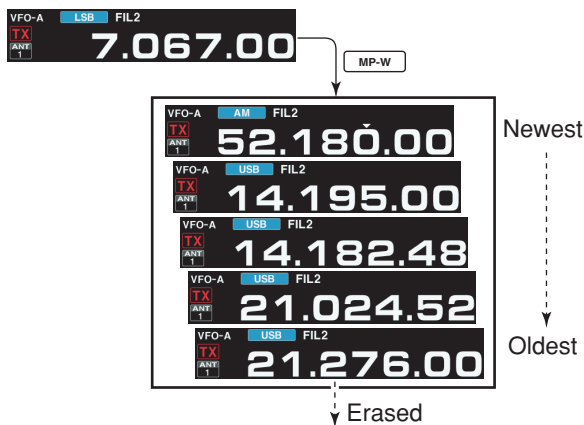 VFO-A LSB FIL2
TX
ANT
1
7.067.00
MP-W
VFO-A AM FIL2
TX
ANT
1
52.180.00
Newest
VFO-A USB FIL2
TX
ANT
1
14.195.00
VFO-A USB FIL2
TX
ANT
1
14.182.48
VFO-A USB FIL2
TX
ANT
1
21.024.52
VFO-A USB FIL2
TX
ANT
1
21.276.00
Oldest
Erased